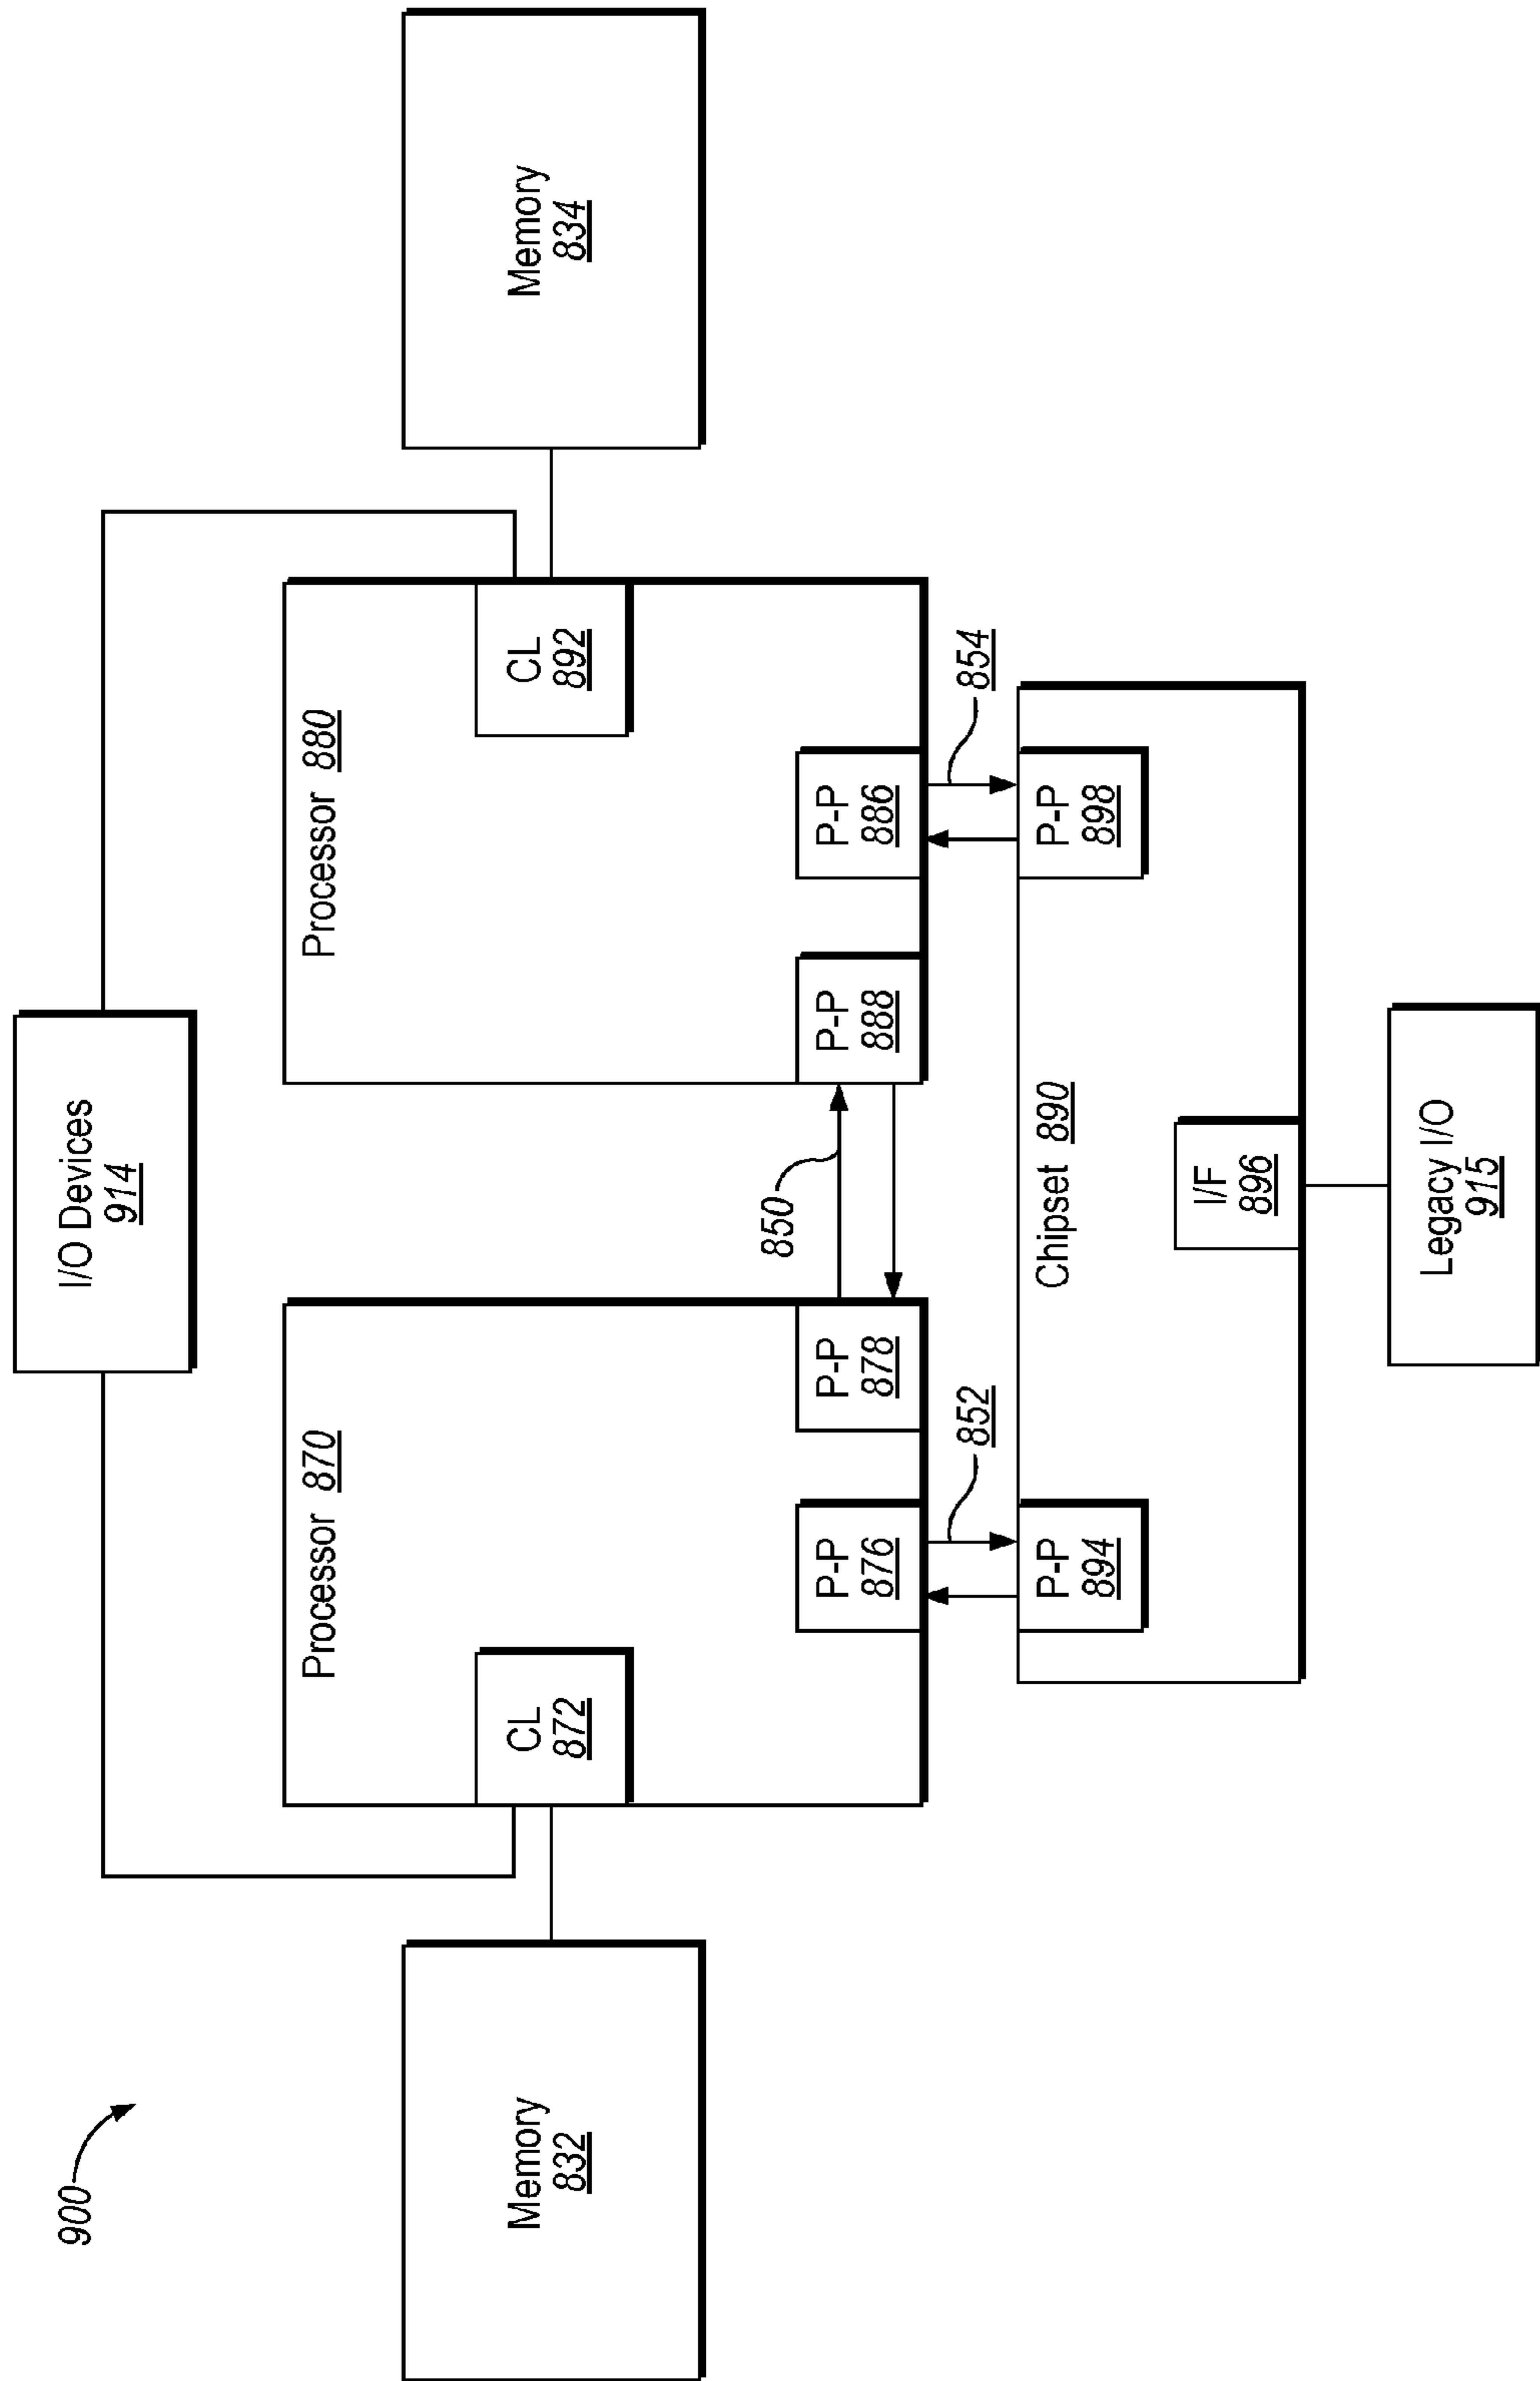 900
I/O Devices
914
Memory
832
Processor 870
CL
872
P-P
876
P-P
878
850
Processor 880
CL
892
P-P
888
P-P
886
Memory
834
852
854
P-P
894
Chipset 890
P-P
898
I/F
896
Legacy I/O
915